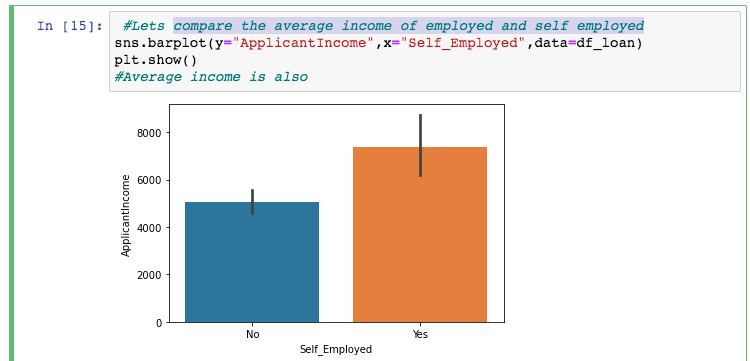 In [15]: #Lets compare the average income of employed and self employed
sns.barplot(y="ApplicantIncome",x="Self_Employed",data=df_loan)
plt.show()
#Average income is also
8000
6000
4000
2000
0
ApplicantIncome
No Yes
Self_Employed